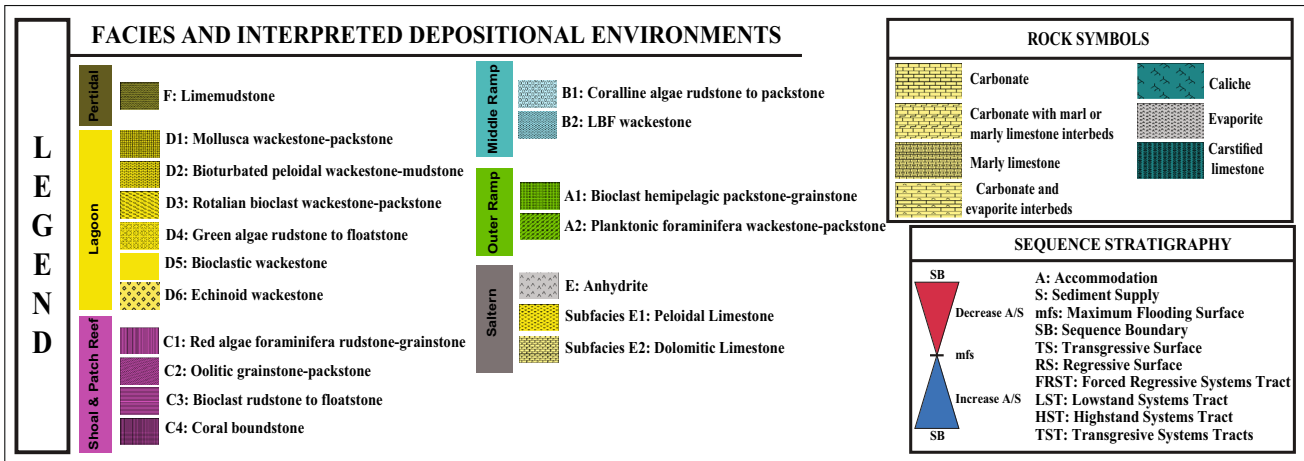 LEGEND
FACIES AND INTERPRETED DEPOSITIONAL ENVIRONMENTS
Pertidal
F: Limemudstone
Lagoon
D1: Mollusca wackestone-packstone
D2: Bioturbated peloidal wackestone-mudstone
D3: Rotalian bioclast wackestone-packstone
D4: Green algae rudstone to floatstone
D5: Bioclastic wackestone
D6: Echinoid wackestone
Shoal & Patch Reef
C1: Red algae foraminifera rudstone-grainstone
C2: Oolitic grainstone-packstone
C3: Bioclast rudstone to floatstone
C4: Coral boundstone
Middle Ramp
B1: Coralline algae rudstone to packstone
B2: LBF wackestone
Outer Ramp
A1: Bioclast hemipelagic packstone-grainstone
A2: Planktonic foraminifera wackestone-packstone
Saltern
E: Anhydrite
Subfacies E1: Peloidal Limestone
Subfacies E2: Dolomitic Limestone
ROCK SYMBOLS
Carbonate
Carbonate with marl or
marly limestone interbeds
Marly limestone
Carbonate and
evaporite interbeds
Caliche
Evaporite
Carstified
limestone
SEQUENCE STRATIGRAPHY
SB
Decrease A/S
mfs
Increase A/S
SB
A: Accommodation
S: Sediment Supply
mfs: Maximum Flooding Surface
SB: Sequence Boundary
TS: Transgressive Surface
RS: Regressive Surface
FRST: Forced Regressive Systems Tract
LST: Lowstand Systems Tract
HST: Highstand Systems Tract
TST: Transgresive Systems Tracts